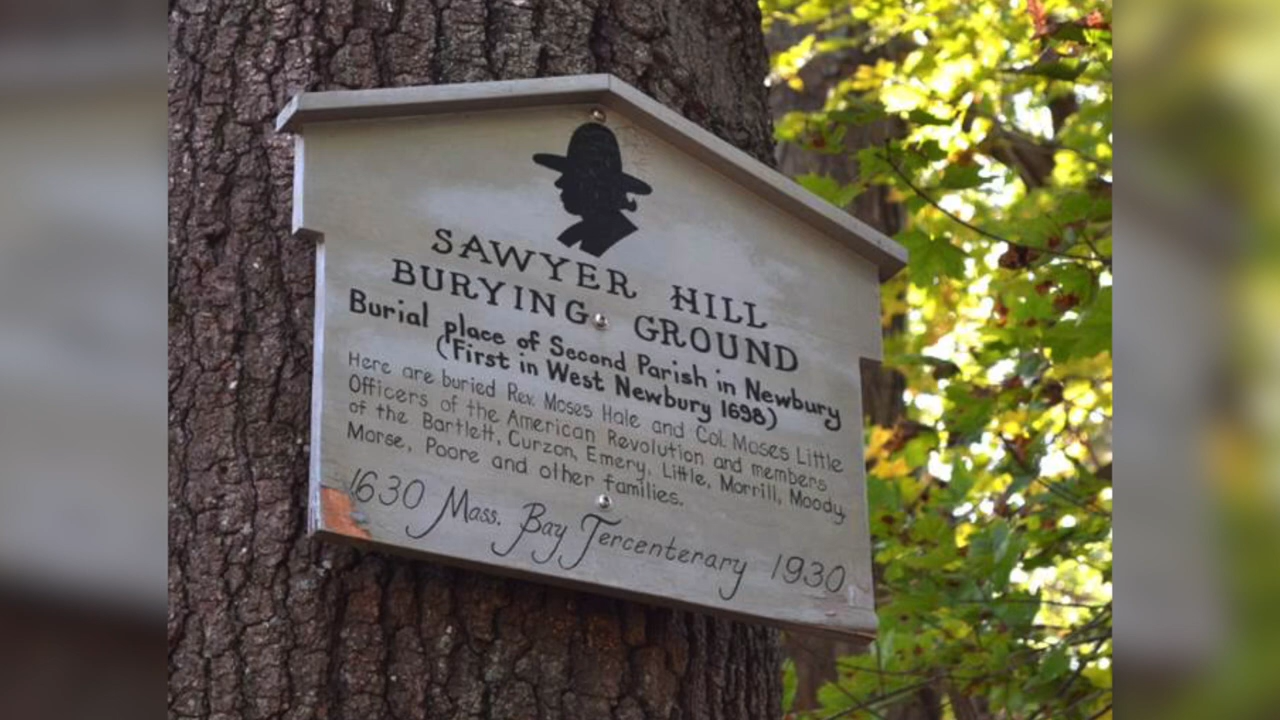 SAWYER HILL
BURYING GROUND
Burial place of Second Parish in Newbury
(First in West Newbury 1698)
Here are buried Rev. Moses Hale and Col. Moses Little
Officers of the American Revolution and members
of the Bartlett, Curzon, Emery, Little, Morrill, Moody,
Morse, Poore and other families.
1630 Mass. Bay Tercenterary 1930